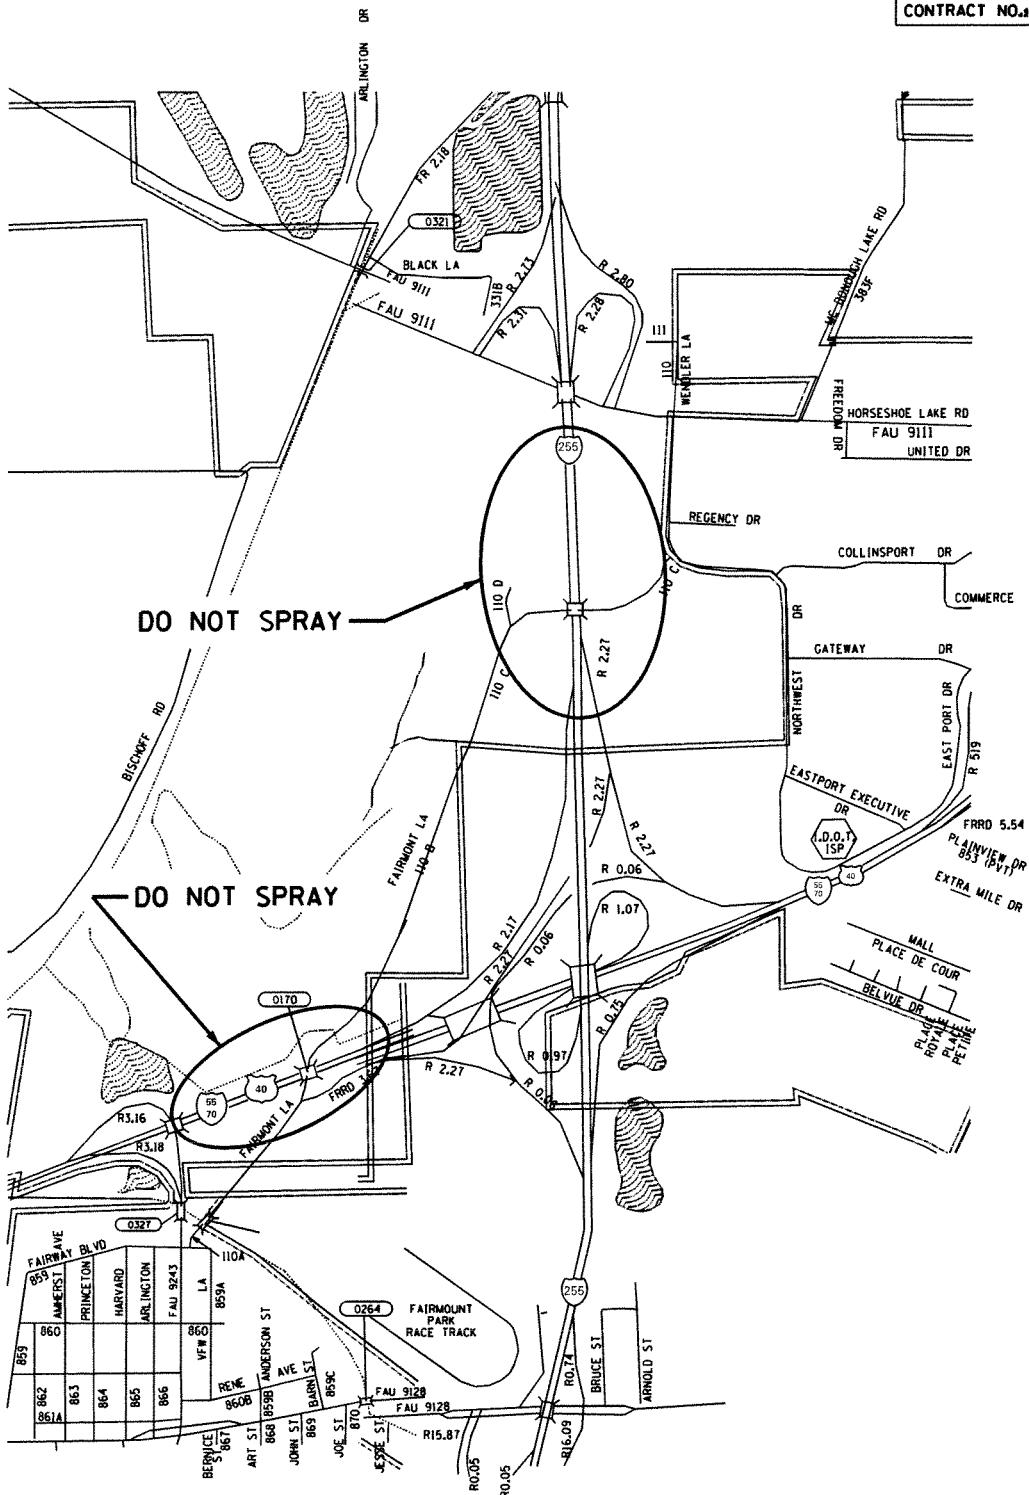 CONTRACT NO.:
ARLINGTON DR
FR 2.18
0321
BLACK LA
FAU 9111
331B
R 2.73
R 2.80
FAU 9111
R 2.31
R 2.28
111
110
WENDLER LA
MC DONOUGH LAKE RD
383F
FREEDOM DR
HORSESHOE LAKE RD
FAU 9111
UNITED DR
255
REGENCY DR
COLLINSPORT DR
COMMERCE
110 D
110 C
DO NOT SPRAY
R 2.27
110 C
NORTHWEST DR
GATEWAY DR
EAST PORT DR
R 519
BISCHOFF RD
EASTPORT EXECUTIVE DR
I.D.O.T.
ISP
FRRD 5.54
PLAINVIEW DR
853 (PVT)
EXTRA MILE DR
R 2.27
R 2.27
FAIRMONT LA
110 B
55
70
40
R 0.06
R 1.07
DO NOT SPRAY
R 2.17
R 2.27
R 0.06
MALL
PLACE DE COUR
BELVUE DR
PLACE
ROYALE
PLACE
PETITE
0170
R 0.75
R 0.97
R 2.27
R 0.06
55
70
40
FRRD
FAIRMONT LA
R3.16
R3.18
0327
110A
FAIRWAY BLVD
859
AMHERST AVE
PRINCETON
HARVARD
ARLINGTON
FAU 9243
LA
859A
860
860
VFW
859
862
861A
863
864
865
866
0264
FAIRMOUNT
PARK
RACE TRACK
255
RENE AVE
860B
ANDERSON ST
859B
BARN ST
859C
FAU 9128
FAU 9128
R15.87
BERNICE ST
867
ART ST
868
JOHN ST
869
JOE ST
870
JESSE ST
R0.74
BRUCE ST
ARNOLD ST
R0.05
R0.05
R16.09